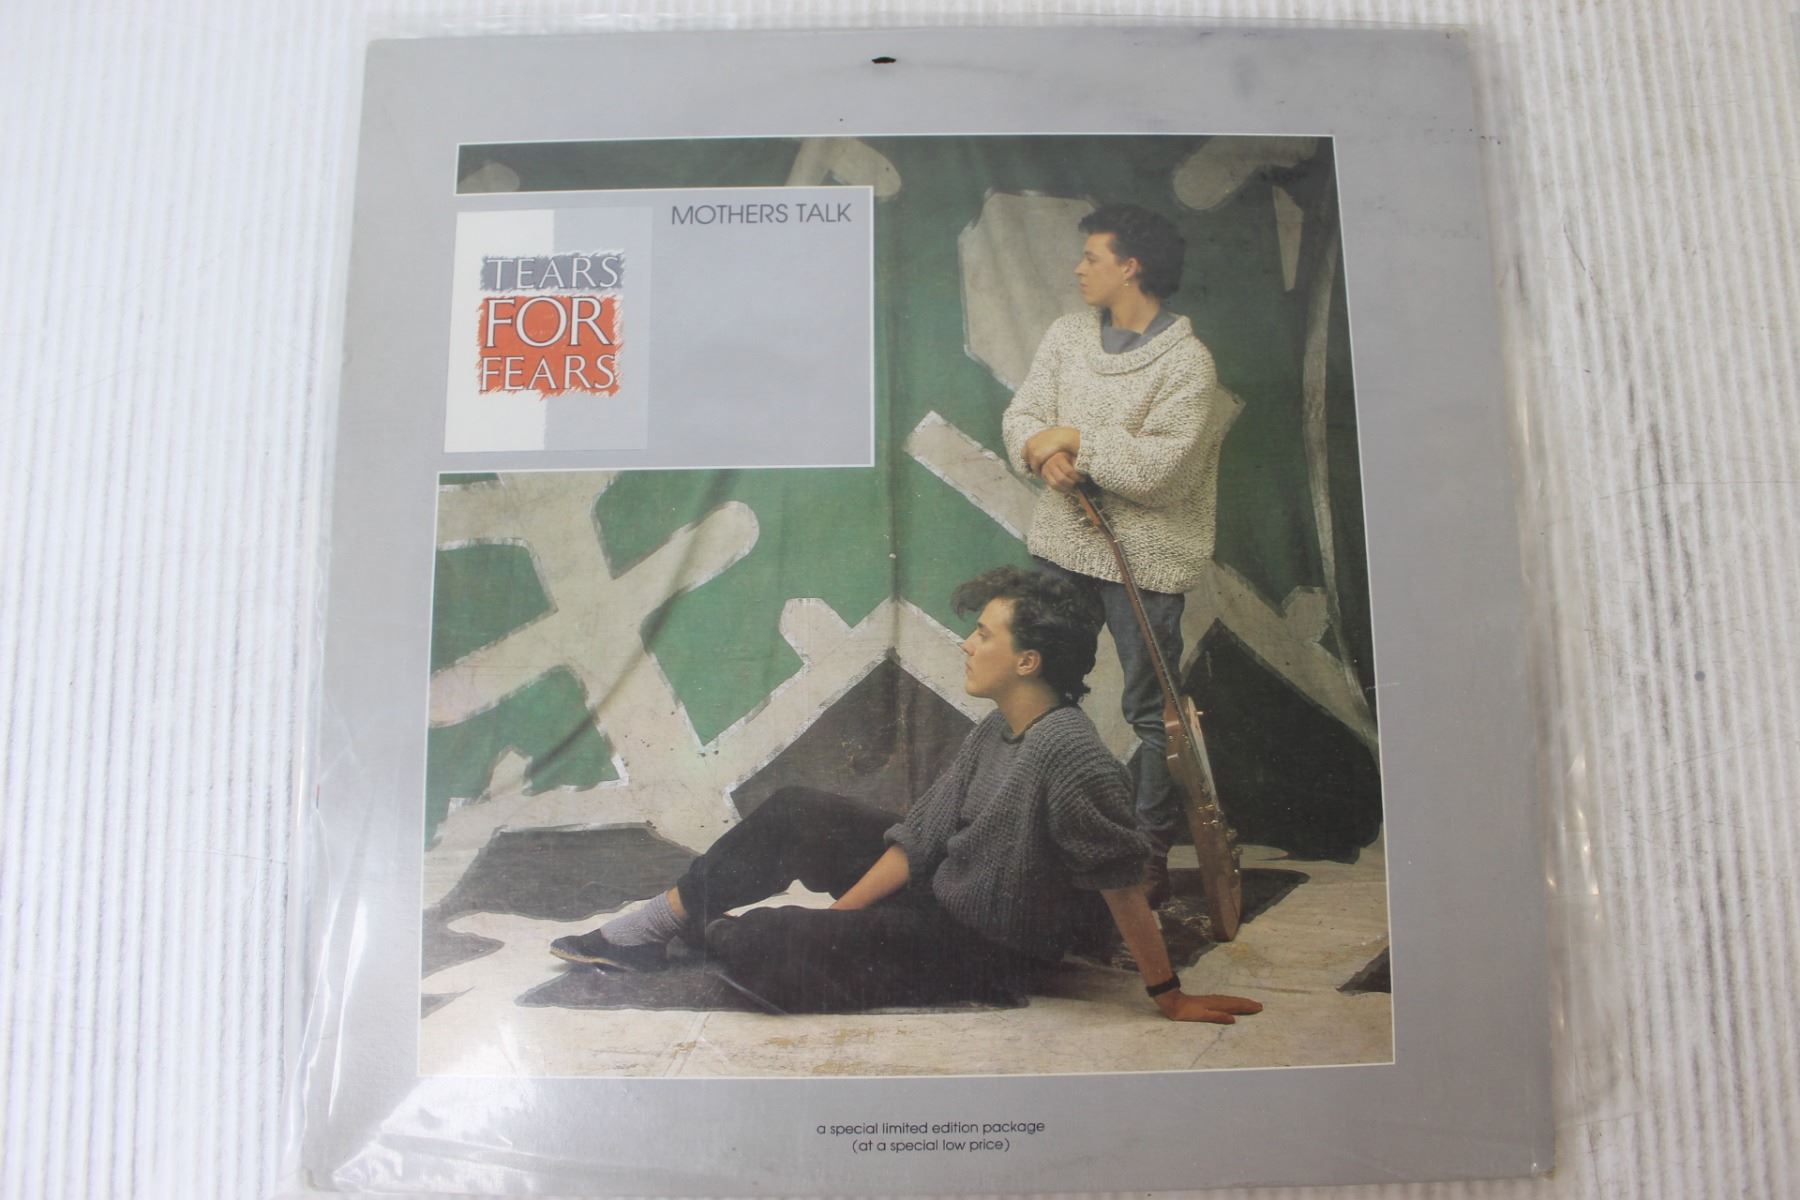 MOTHERS TALK
TEARS
FOR
FEARS
a special limited edition package
(at a special low price)